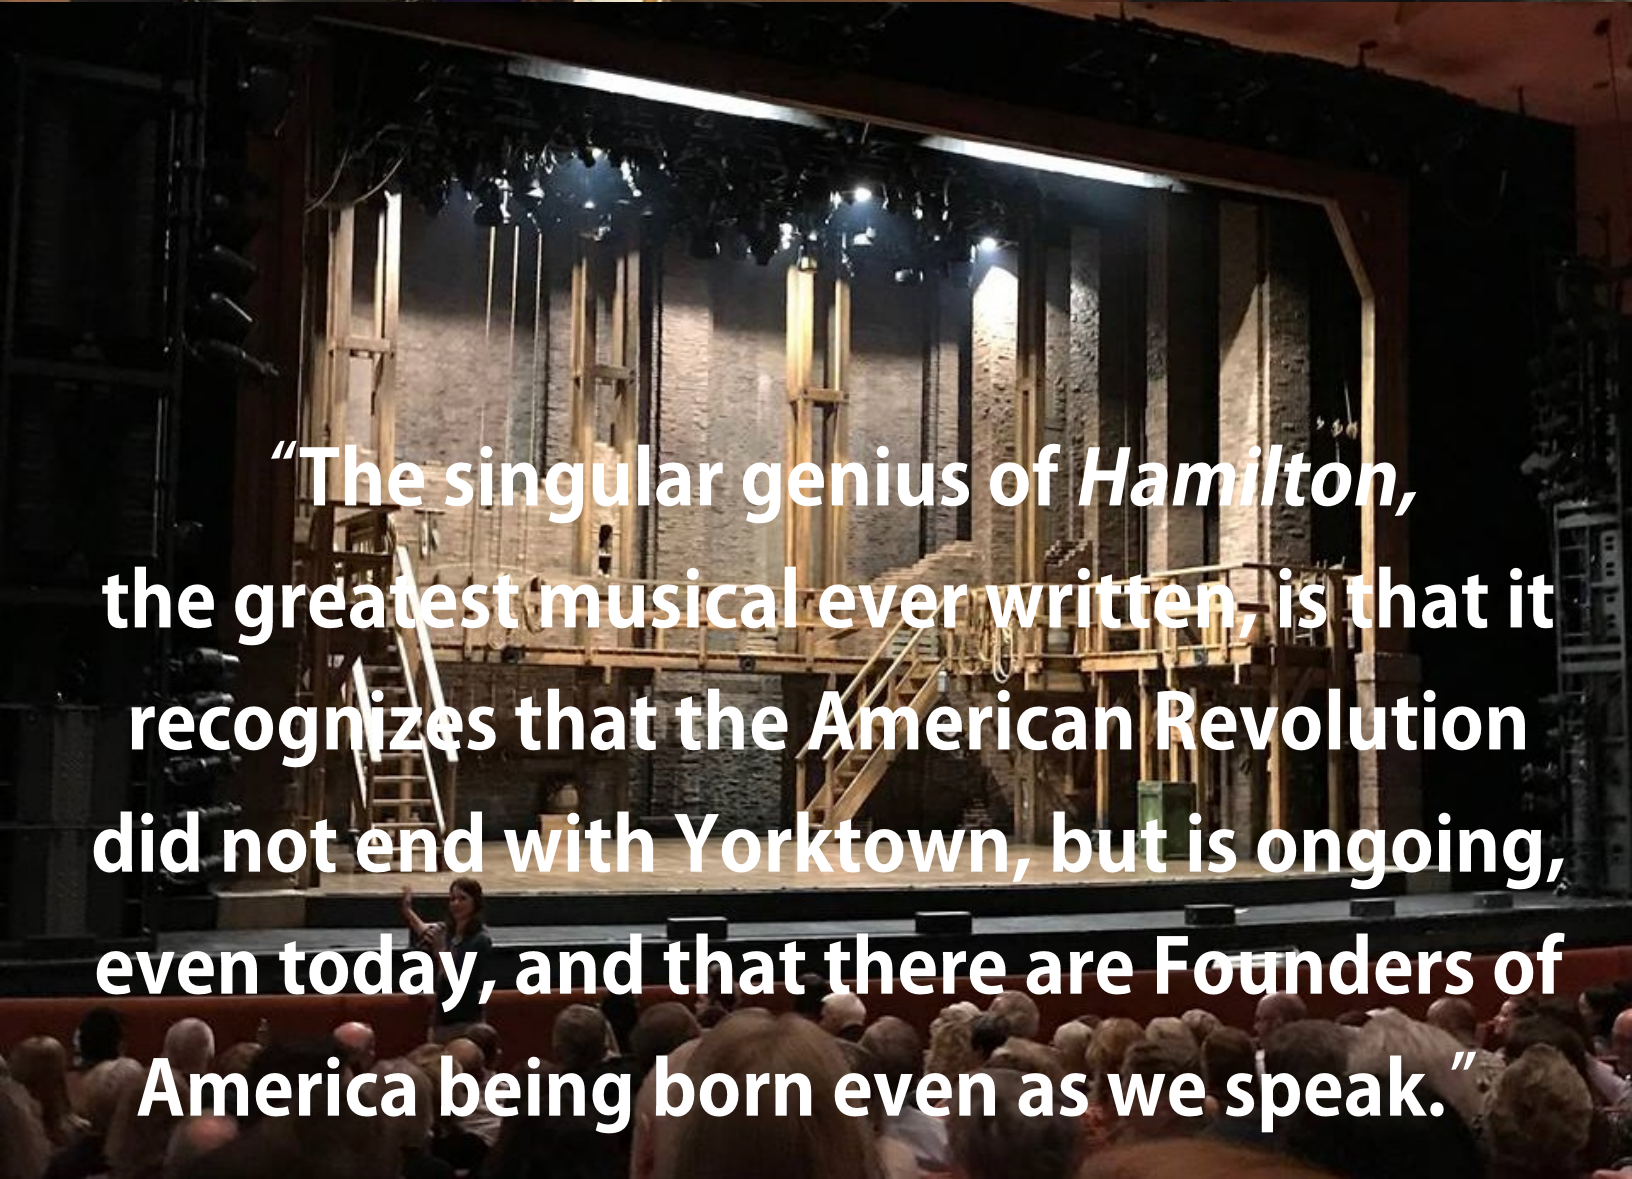 “The singular genius of Hamilton,
the greatest musical ever written, is that it
recognizes that the American Revolution
did not end with Yorktown, but is ongoing,
even today, and that there are Founders of
America being born even as we speak.”